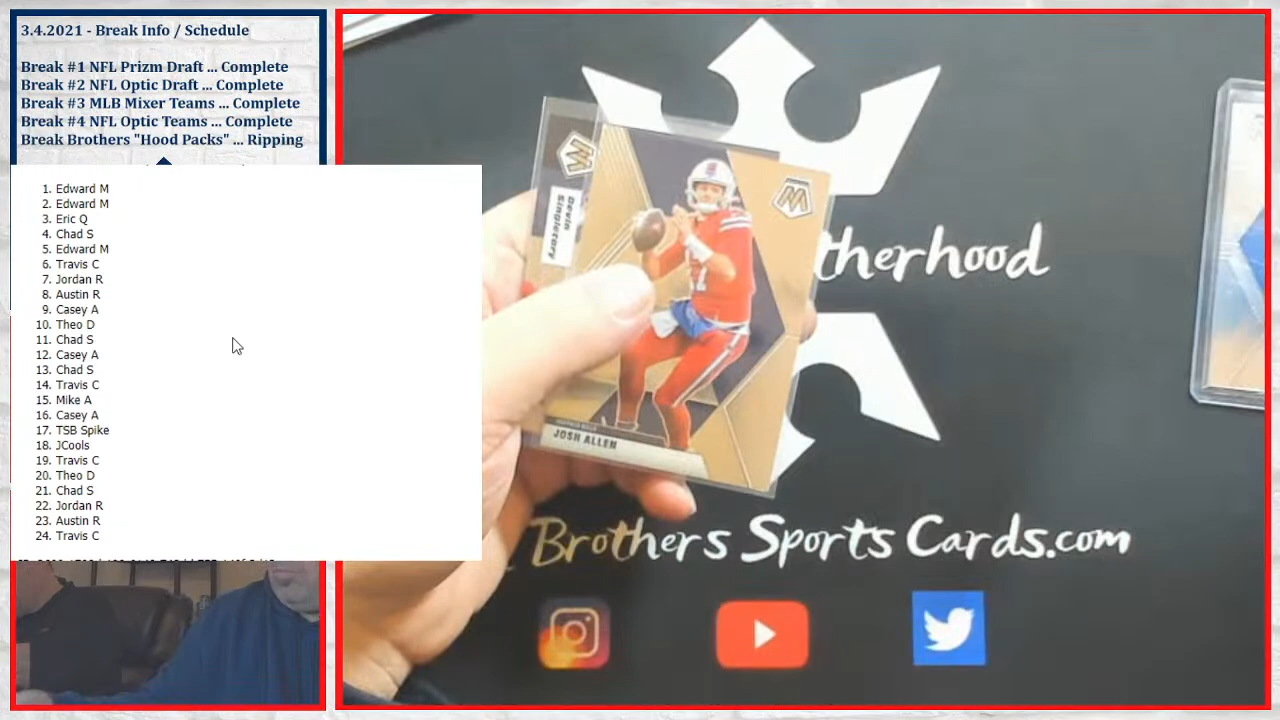 3.4.2021 - Break Info / Schedule
Break #1 NFL Prizm Draft ... Complete
Break #2 NFL Optic Draft ... Complete
Break #3 MLB Mixer Teams ... Complete
Break #4 NFL Optic Teams ... Complete
Break Brothers "Hood Packs" ... Ripping
1. Edward M
2. Edward M
3. Eric Q
4. Chad S
5. Edward M
6. Travis C
7. Jordan R
8. Austin R
9. Casey A
10. Theo D
11. Chad S
12. Casey A
13. Chad S
14. Travis C
15. Mike A
16. Casey A
17. TSB Spike
18. JCools
19. Travis C
20. Theo D
21. Chad S
22. Jordan R
23. Austin R
24. Travis C
M
M
Devin
Singletary
17
JOSH ALLEN
therhood
Brothers Sports Cards.com